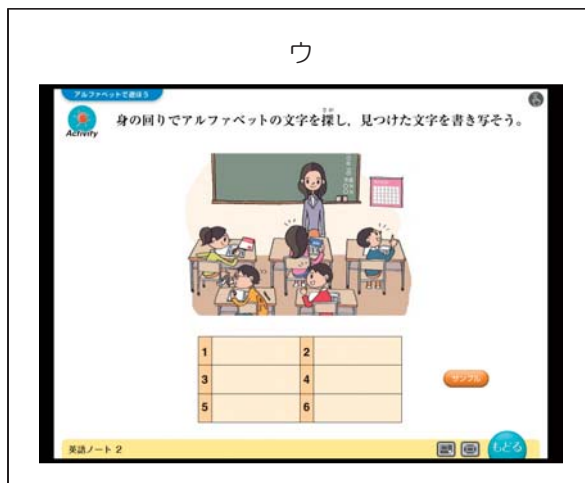 ウ
アルファベットで遊ぼう
Activity
さが
身の回りでアルファベットの文字を探し，見つけた文字を書き写そう。
1 2
3 4
5 6
サンプル
英語ノート 2
もどる